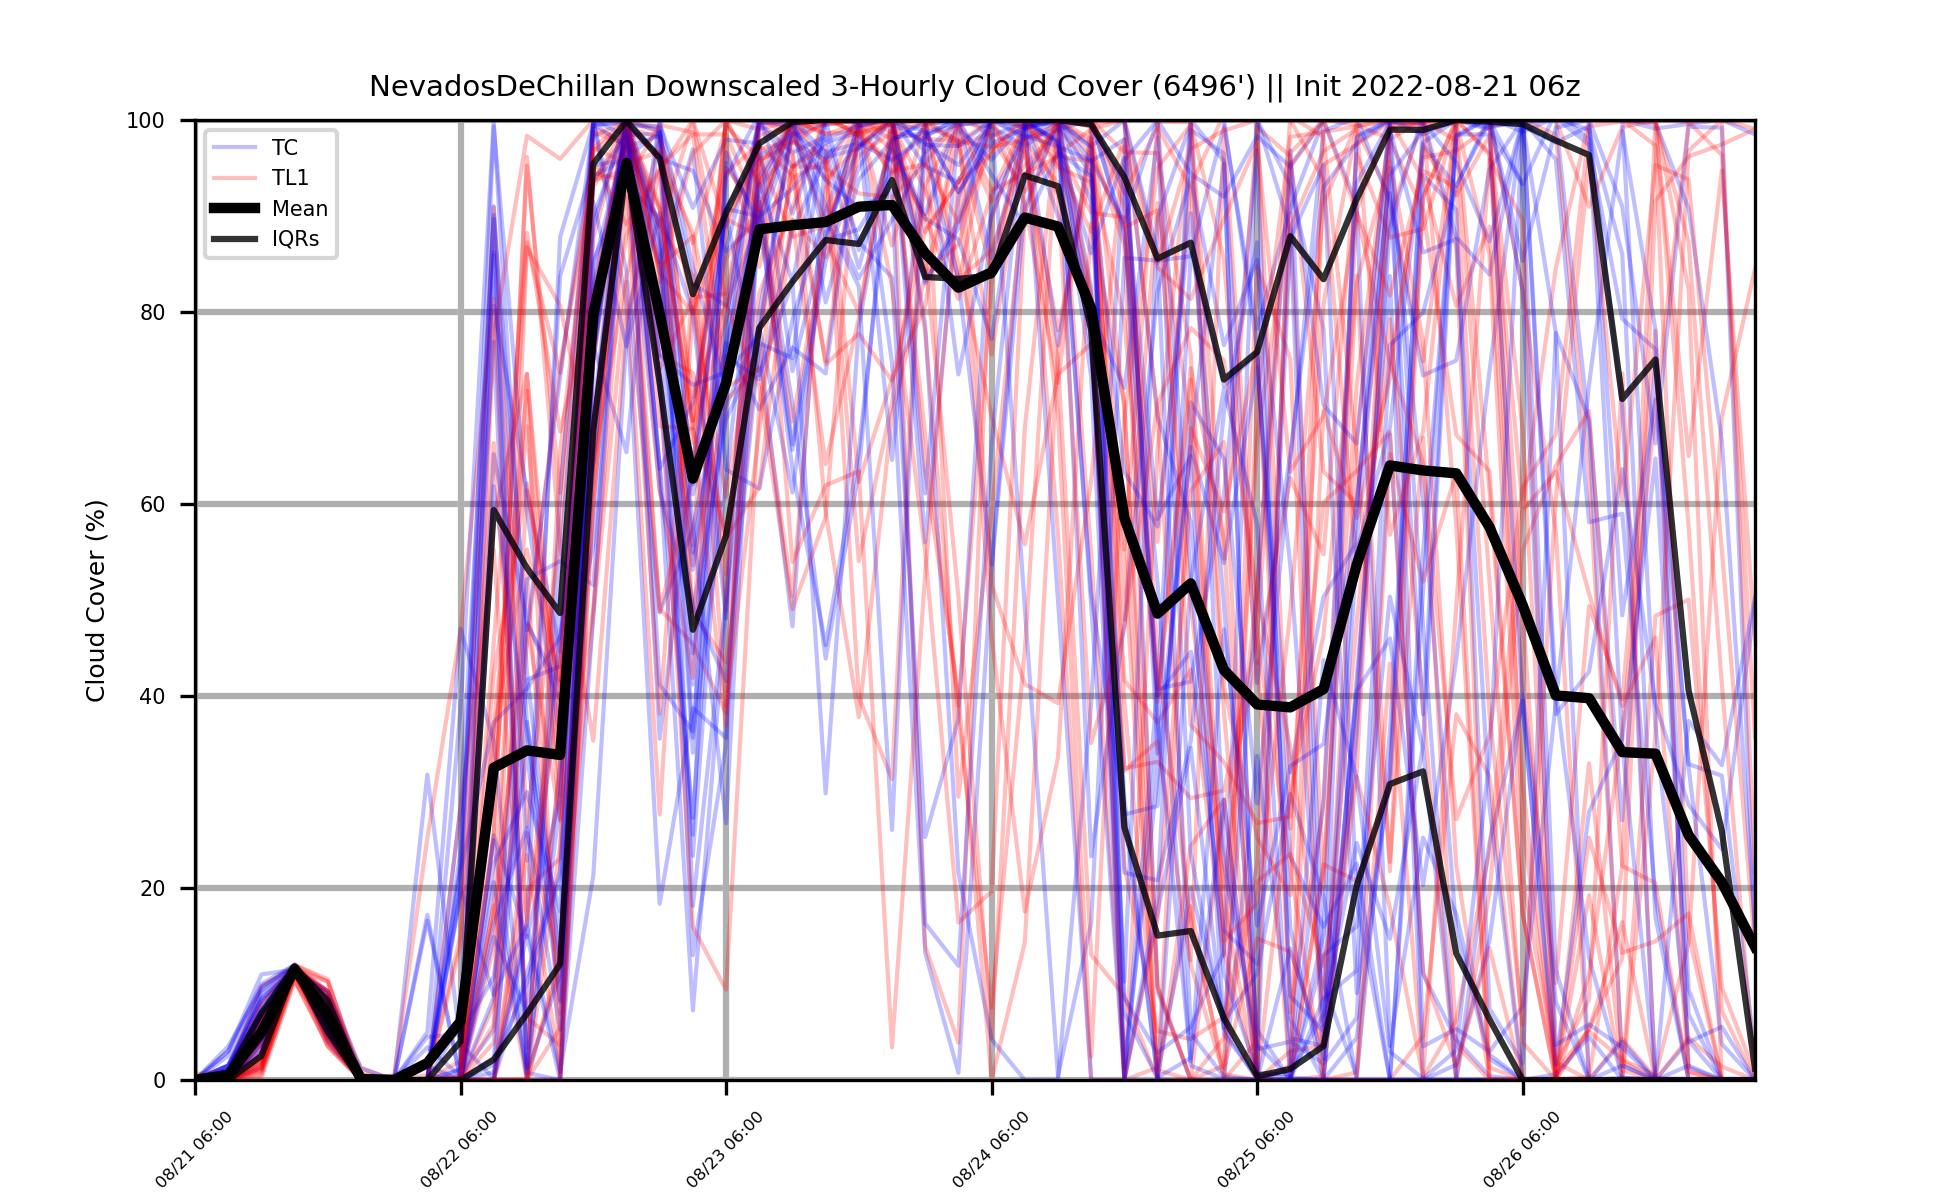 NevadosDeChillan Downscaled 3-Hourly Cloud Cover (6496') || Init 2022-08-21 06z
100
80
60
40
20
0
Cloud Cover (%)
TC
TL1
Mean
IQRs
08/21 06:00
08/22 06:00
08/23 06:00
08/24 06:00
08/25 06:00
08/26 06:00